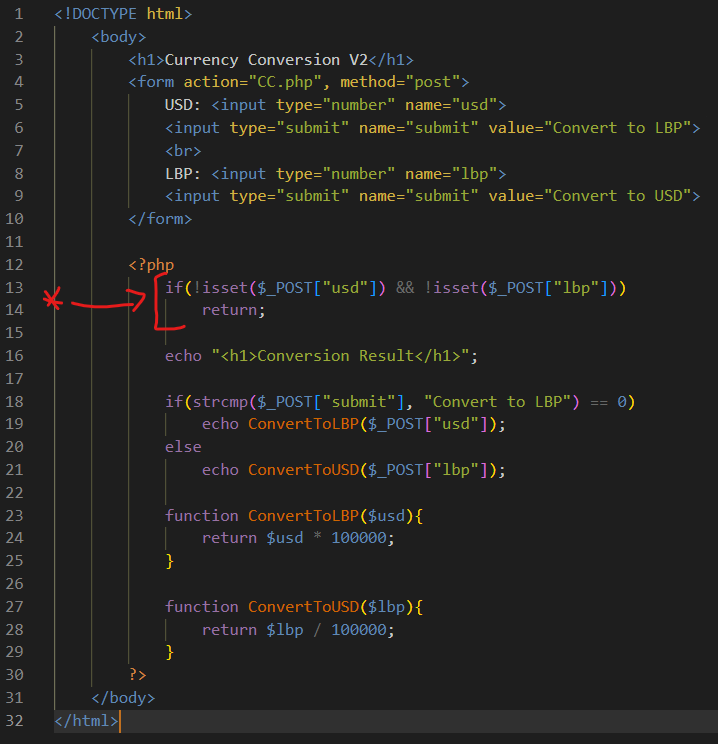 1 <!DOCTYPE html>
2 <body>
3 <h1>Currency Conversion V2</h1>
4 <form action="CC.php", method="post">
5 USD: <input type="number" name="usd">
6 <input type="submit" name="submit" value="Convert to LBP">
7 <br>
8 LBP: <input type="number" name="lbp">
9 <input type="submit" name="submit" value="Convert to USD">
10 </form>
11
12 <?php
13 if(!isset($_POST["usd"]) && !isset($_POST["lbp"]))
14 return;
15
16 echo "<h1>Conversion Result</h1>";
17
18 if(strcmp($_POST["submit"], "Convert to LBP") == 0)
19 echo ConvertToLBP($_POST["usd"]);
20 else
21 echo ConvertToUSD($_POST["lbp"]);
22
23 function ConvertToLBP($usd){
24 return $usd * 100000;
25 }
26
27 function ConvertToUSD($lbp){
28 return $lbp / 100000;
29 }
30 ?>
31 </body>
32 </html>